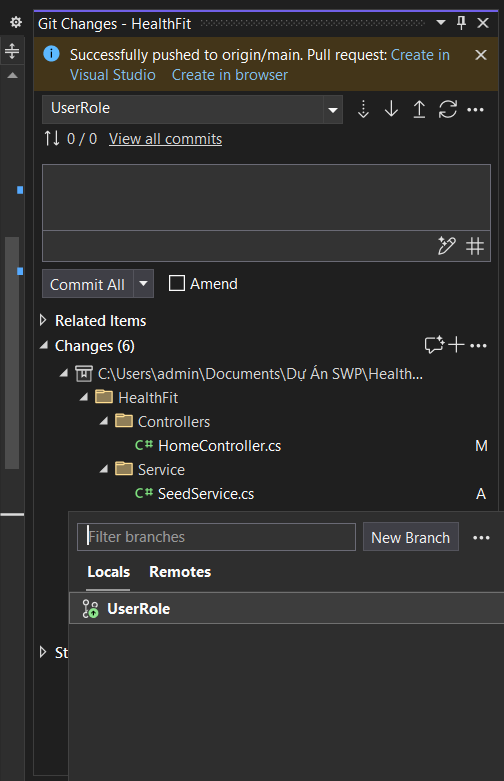 Git Changes - HealthFit
Successfully pushed to origin/main. Pull request: Create in
Visual Studio Create in browser
UserRole
0 / 0 View all commits
Commit All Amend
Related Items
Changes (6)
C:\Users\admin\Documents\Dự Án SWP\Health...
HealthFit
Controllers
C# HomeController.cs M
Service
C# SeedService.cs A
Filter branches New Branch
Locals Remotes
UserRole
St